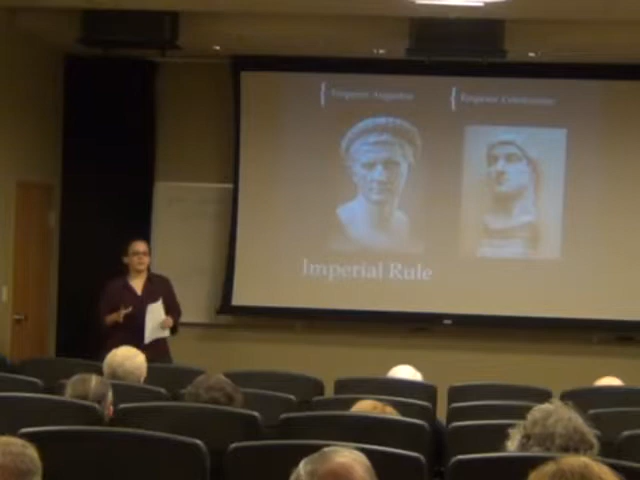 Emperor Augustus
Emperor Constantine
Imperial Rule